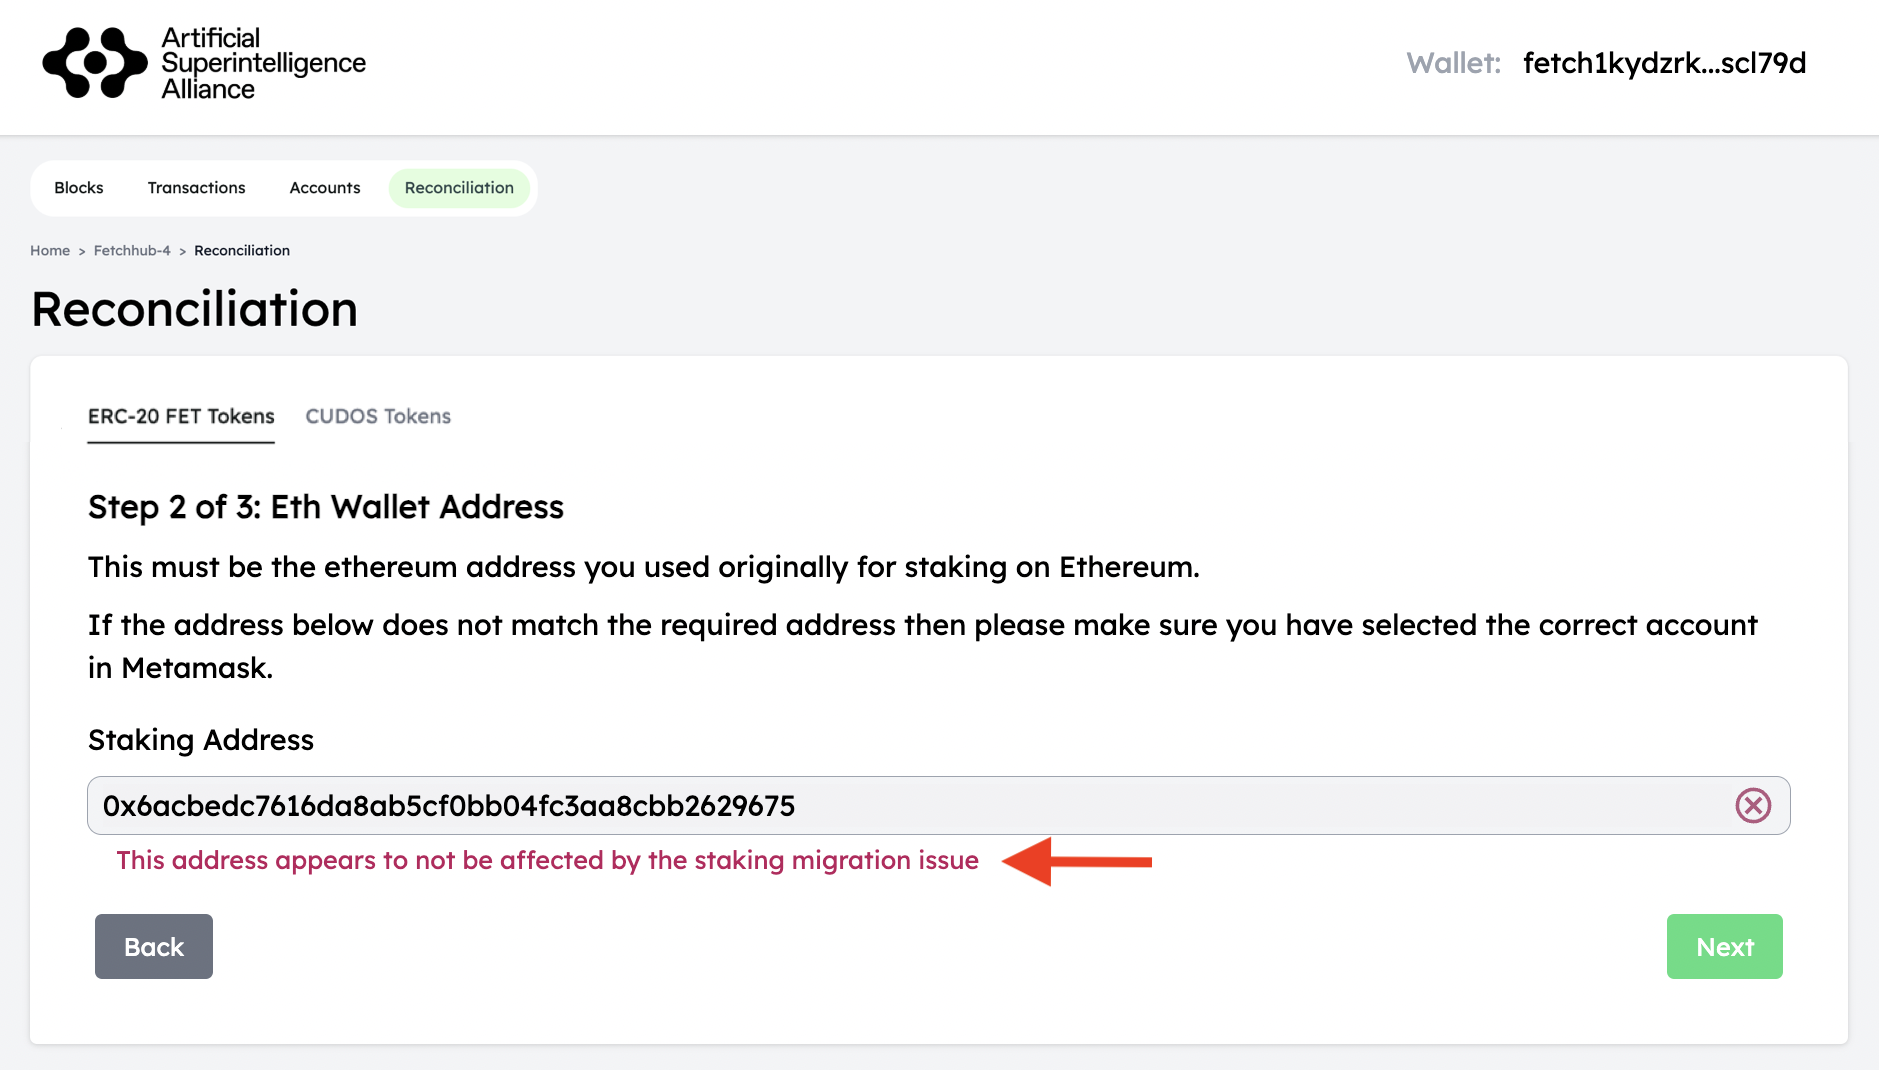 Artificial
Superintelligence
Alliance
Wallet: fetch1kydzrk...scl79d
Blocks Transactions Accounts Reconciliation
Home > Fetchhub-4 > Reconciliation
Reconciliation
ERC-20 FET Tokens CUDOS Tokens
Step 2 of 3: Eth Wallet Address
This must be the ethereum address you used originally for staking on Ethereum.
If the address below does not match the required address then please make sure you have selected the correct account
in Metamask.
Staking Address
0x6acbedc7616da8ab5cf0bb04fc3aa8cbb2629675
This address appears to not be affected by the staking migration issue
Back Next